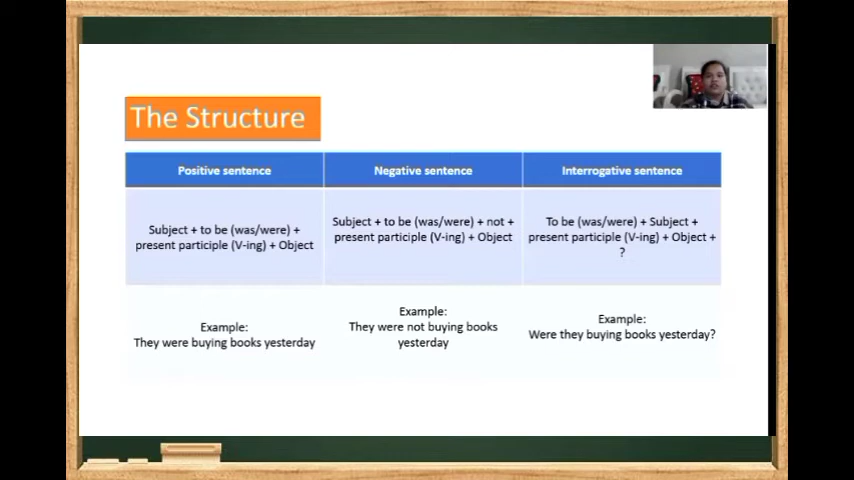 The Structure
Positive sentence
Negative sentence
Interrogative sentence
Subject + to be (was/were) +
present participle (V-ing) + Object
Subject + to be (was/were) + not +
present participle (V-ing) + Object
To be (was/were) + Subject +
present participle (V-ing) + Object +
?
Example:
They were buying books yesterday
Example:
They were not buying books
yesterday
Example:
Were they buying books yesterday?